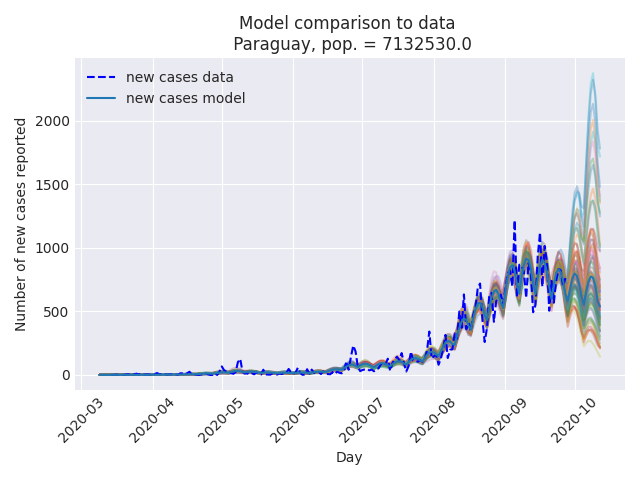 Model comparison to data
Paraguay, pop. = 7132530.0
new cases data
new cases model
Number of new cases reported
2000
1500
1000
500
0
2020-03
2020-04
2020-05
2020-06
2020-07
2020-08
2020-09
2020-10
Day